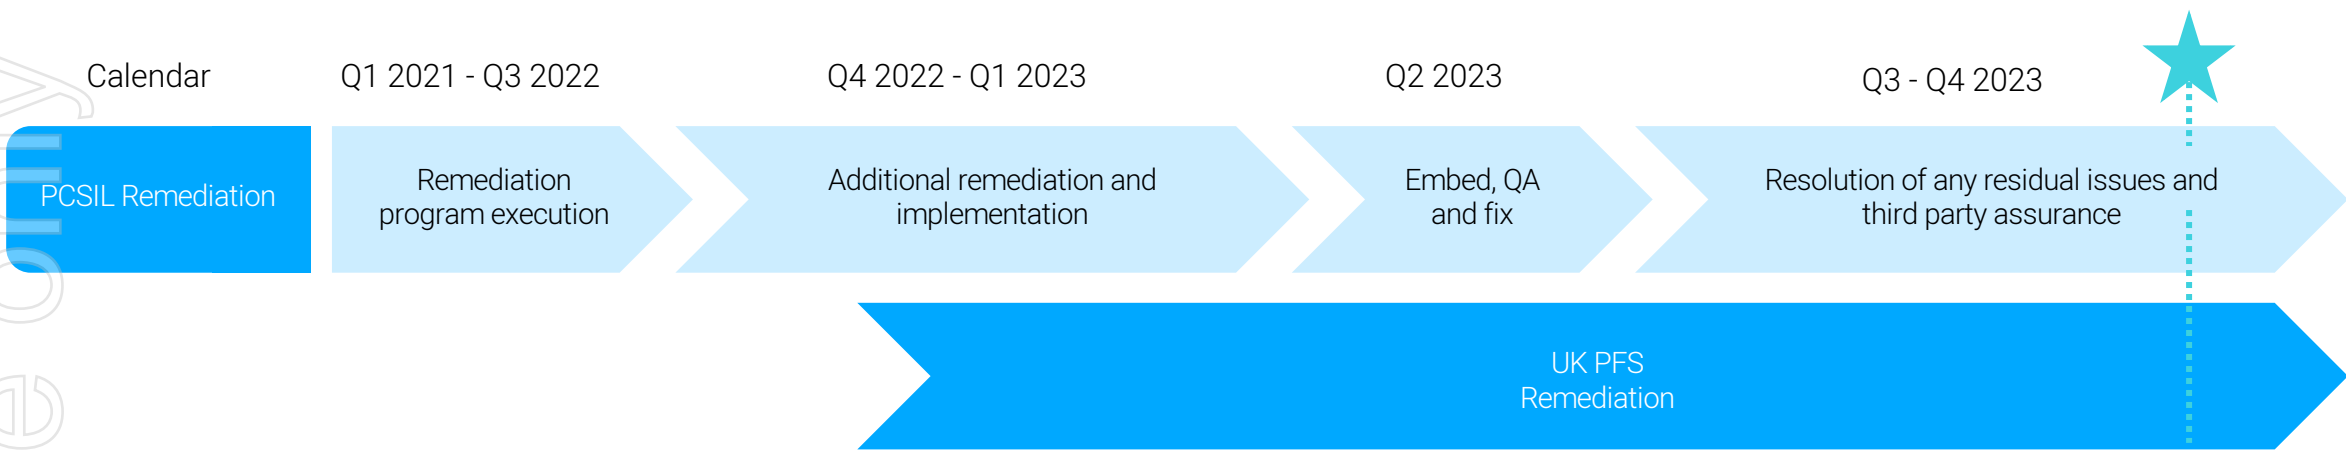 Calendar
Q1 2021 - Q3 2022
Q4 2022 - Q1 2023
Q2 2023
Q3 - Q4 2023
PCSIL Remediation
Remediation
program execution
Additional remediation and
implementation
Embed, QA
and fix
Resolution of any residual issues and
third party assurance
UK PFS
Remediation